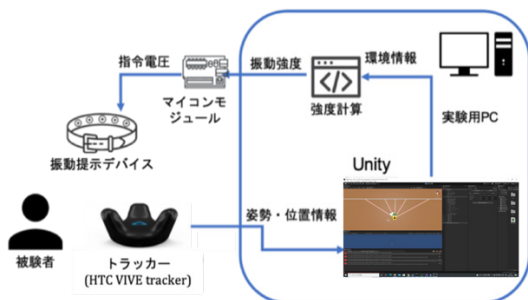 指令電圧
振動強度
環境情報
マイコンモ
ジュール
強度計算
実験用PC
振動提示デバイス
Unity
姿勢・位置情報
被験者
トラッカー
(HTC VIVE tracker)